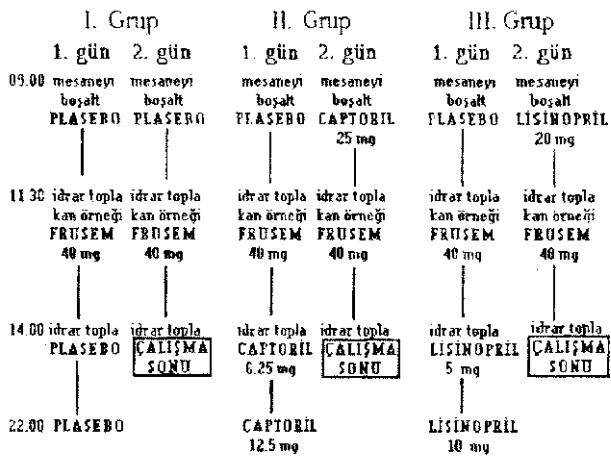 I. Grup II. Grup III. Grup
1. gün 2. gün 1. gün 2. gün 1. gün 2. gün
09.00 mesaneyi mesaneyi mesaneyi mesaneyi mesaneyi mesaneyi
boşalt boşalt boşalt boşalt boşalt boşalt
PLASEBO PLASEBO PLASEBO CAPTORİL PLASEBO LİSİNOPRİL
25 mg 20 mg
11.30 idrar topla idrar topla idrar topla idrar topla idrar topla idrar topla
kan örneği kan örneği kan örneği kan örneği kan örneği kan örneği
FRUSEM FRUSEM FRUSEM FRUSEM FRUSEM FRUSEM
40 mg 40 mg 40 mg 40 mg 40 mg 40 mg
14.00 idrar topla idrar topla idrar topla idrar topla idrar topla idrar topla
PLASEBO ÇALIŞMA CAPTORİL ÇALIŞMA LİSİNOPRİL ÇALIŞMA
SONU 6.25 mg SONU 5 mg SONU
22.00 PLASEBO CAPTORİL LİSİNOPRİL
12.5 mg 10 mg